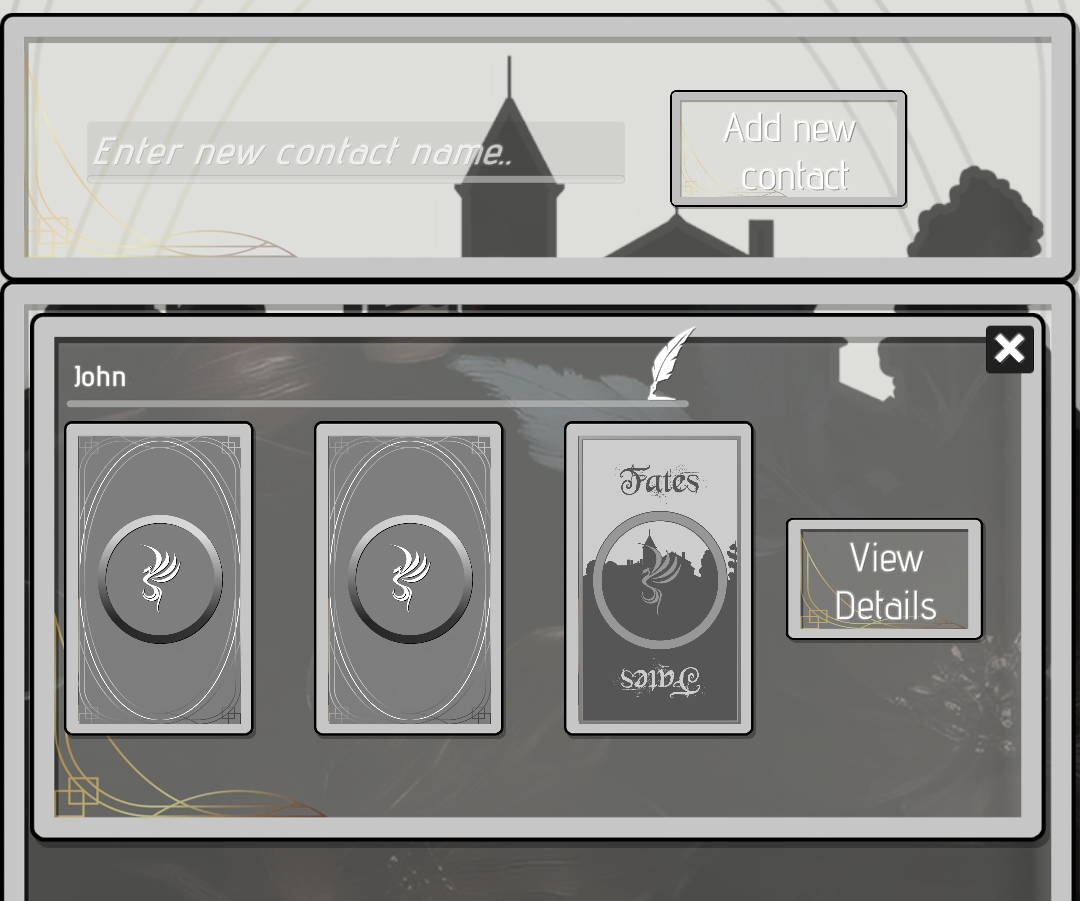 Enter new contact name..
Add new
contact
John
Fates
View
Details
Fates